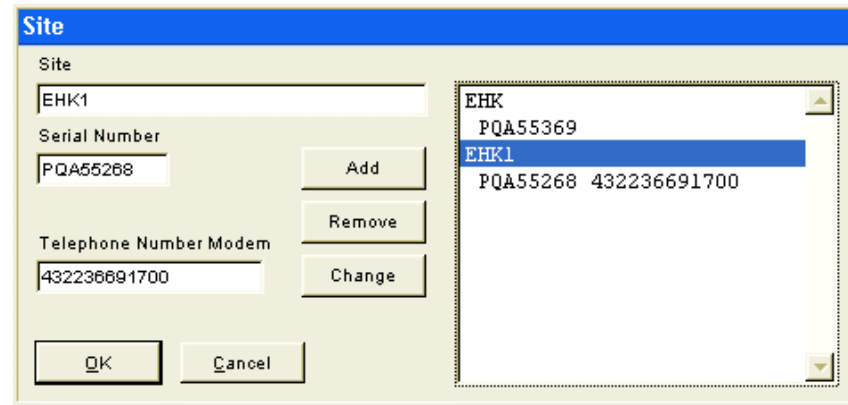 Site
Site
EHK1
Serial Number
PQA55268
Add
Remove
Telephone Number Modem
432236691700
Change
OK
Cancel
EHK
PQA55369
EHK1
PQA55268 432236691700